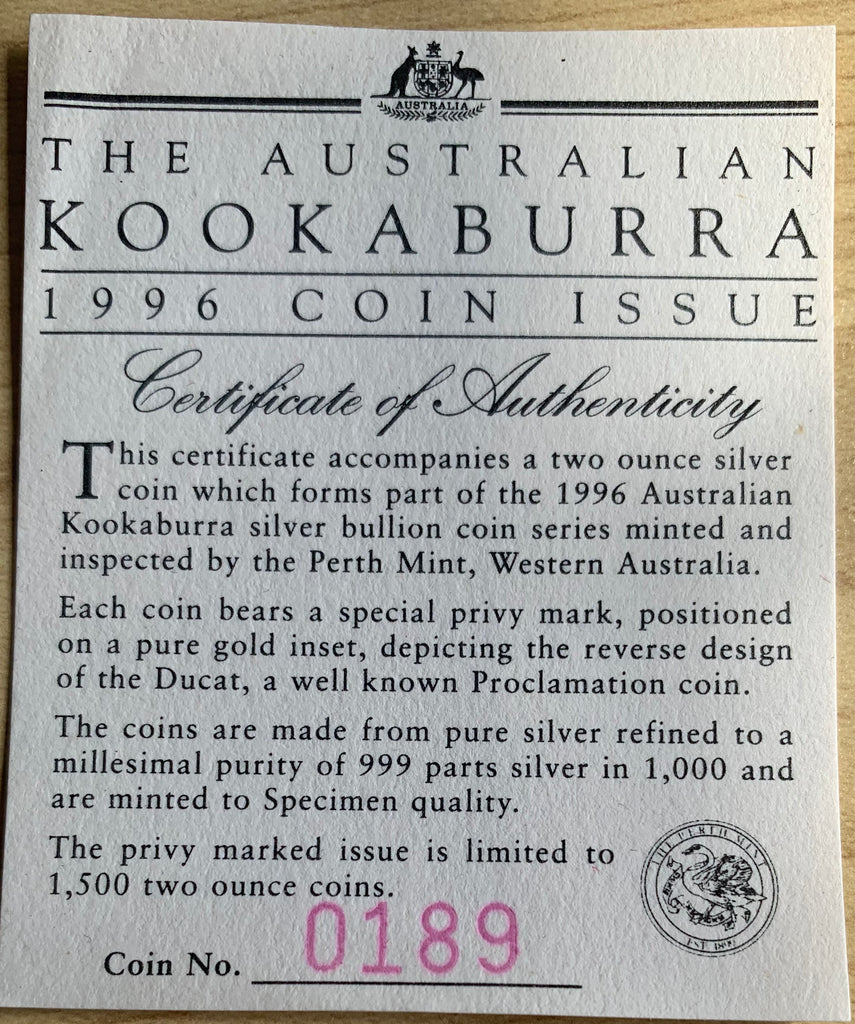 AUSTRALIA
THE AUSTRALIAN
KOOKABURRA
1996 COIN ISSUE
Certificate of Authenticity
This certificate accompanies a two ounce silver
coin which forms part of the 1996 Australian
Kookaburra silver bullion coin series minted and
inspected by the Perth Mint, Western Australia.
Each coin bears a special privy mark, positioned
on a pure gold inset, depicting the reverse design
of the Ducat, a well known Proclamation coin.
The coins are made from pure silver refined to a
millesimal purity of 999 parts silver in 1,000 and
are minted to Specimen quality.
The privy marked issue is limited to
1,500 two ounce coins.
THE PERTH MINT
EST 1899
Coin No. 0189